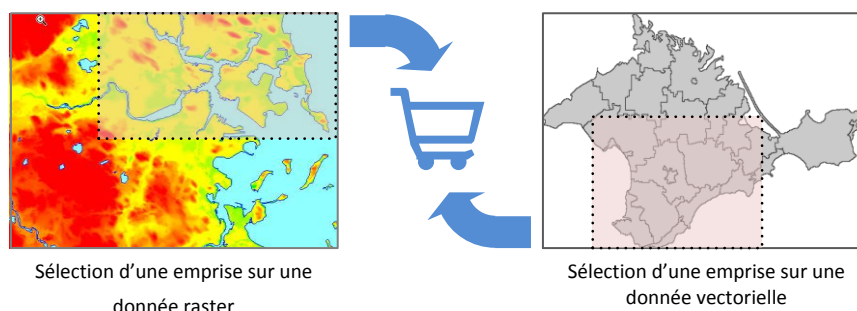 Sélection d’une emprise sur une
donnée raster
Sélection d’une emprise sur une
donnée vectorielle